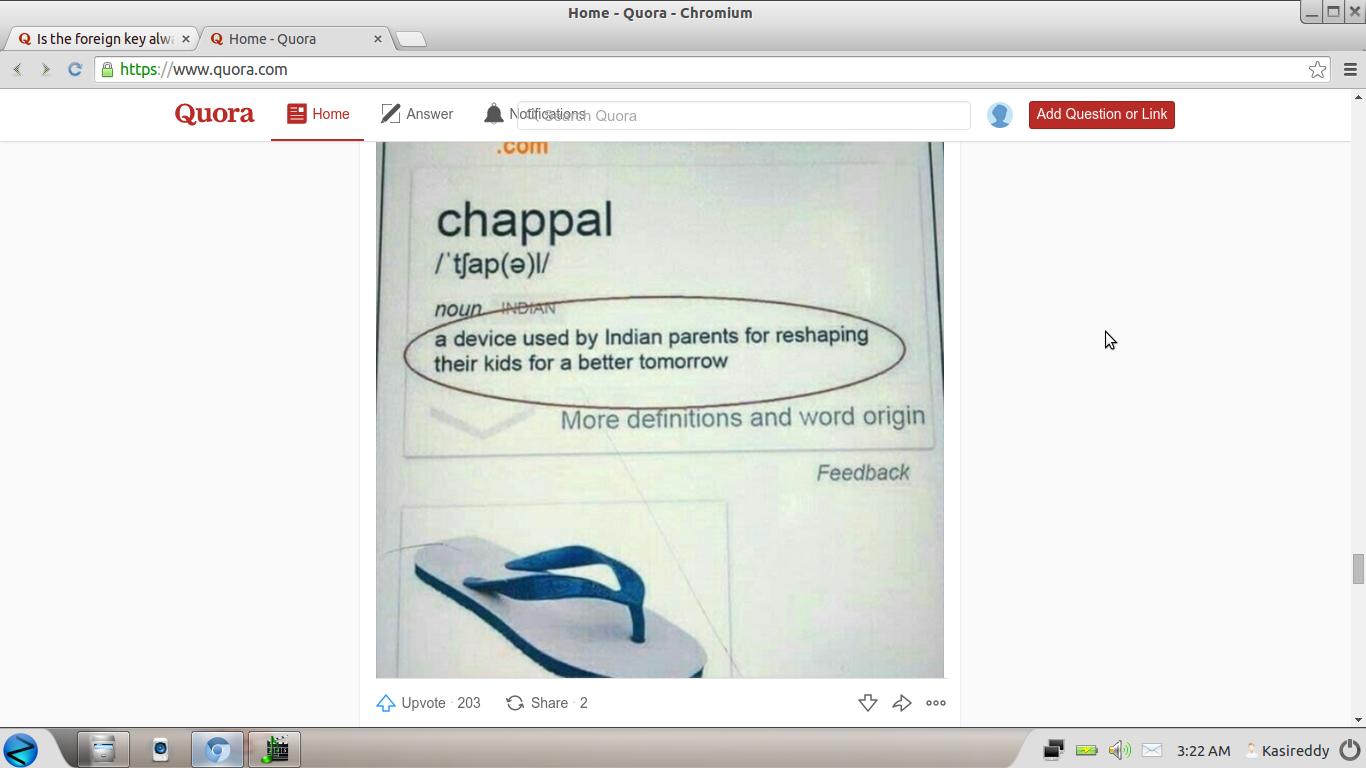 Home - Quora - Chromium
Is the foreign key alw
Home - Quora
https://www.quora.com
Quora
Home
Answer
Notifications
Search Quora
Add Question or Link
.com
chappal
/ˈtʃap(ə)l/
noun INDIAN
a device used by Indian parents for reshaping
their kids for a better tomorrow
More definitions and word origin
Feedback
Upvote · 203
Share · 2
3:22 AM
Kasireddy